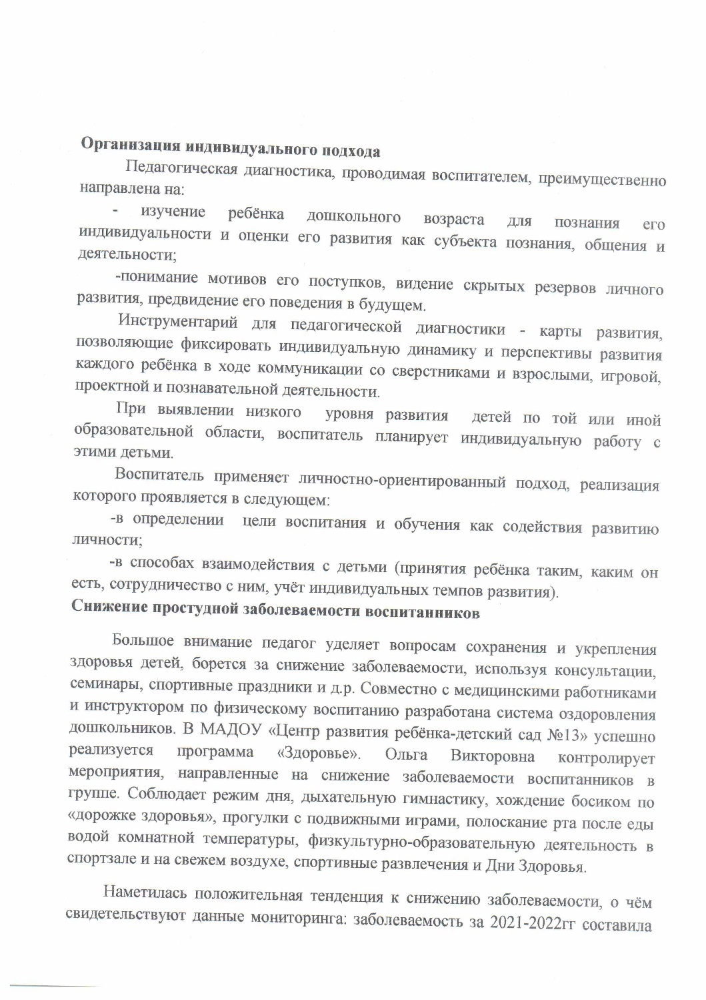 Организация индивидуального подхода
Педагогическая диагностика, проводимая воспитателем, преимущественно
направлена на:
- изучение ребёнка дошкольного возраста для познания его
индивидуальности и оценки его развития как субъекта познания, общения и
деятельности;
-понимание мотивов его поступков, видение скрытых резервов личного
развития, предвидение его поведения в будущем.
Инструментарий для педагогической диагностики - карты развития,
позволяющие фиксировать индивидуальную динамику и перспективы развития
каждого ребёнка в ходе коммуникации со сверстниками и взрослыми, игровой,
проектной и познавательной деятельности.
При выявлении низкого уровня развития детей по той или иной
образовательной области, воспитатель планирует индивидуальную работу с
этими детьми.
Воспитатель применяет личностно-ориентированный подход, реализация
которого проявляется в следующем:
-в определении цели воспитания и обучения как содействия развитию
личности;
-в способах взаимодействия с детьми (принятия ребёнка таким, каким он
есть, сотрудничество с ним, учёт индивидуальных темпов развития).
Снижение простудной заболеваемости воспитанников
Большое внимание педагог уделяет вопросам сохранения и укрепления
здоровья детей, борется за снижение заболеваемости, используя консультации,
семинары, спортивные праздники и д.р. Совместно с медицинскими работниками
и инструктором по физическому воспитанию разработана система оздоровления
дошкольников. В МАДОУ «Центр развития ребёнка-детский сад №13» успешно
реализуется программа «Здоровье». Ольга Викторовна контролирует
мероприятия, направленные на снижение заболеваемости воспитанников в
группе. Соблюдает режим дня, дыхательную гимнастику, хождение босиком по
«дорожке здоровья», прогулки с подвижными играми, полоскание рта после еды
водой комнатной температуры, физкультурно-образовательную деятельность в
спортзале и на свежем воздухе, спортивные развлечения и Дни Здоровья.
Наметилась положительная тенденция к снижению заболеваемости, о чём
свидетельствуют данные мониторинга: заболеваемость за 2021-2022гг составила